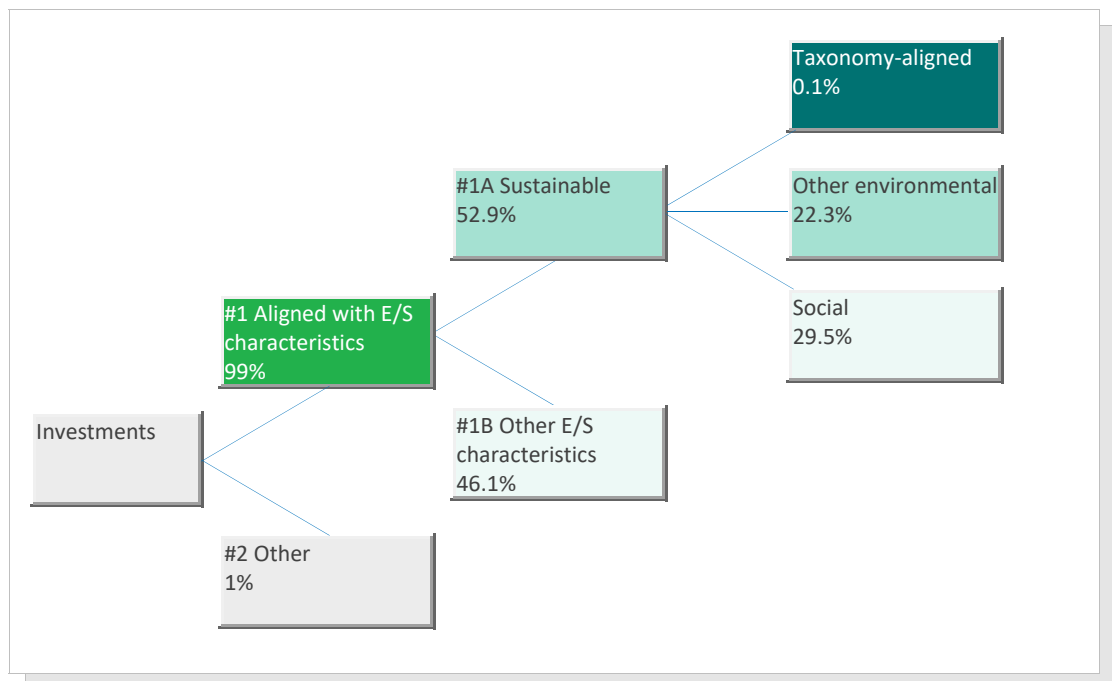 Taxonomy-aligned
0.1%
#1A Sustainable
52.9%
Other environmental
22.3%
Social
29.5%
#1 Aligned with E/S
characteristics
99%
#1B Other E/S
characteristics
46.1%
Investments
#2 Other
1%